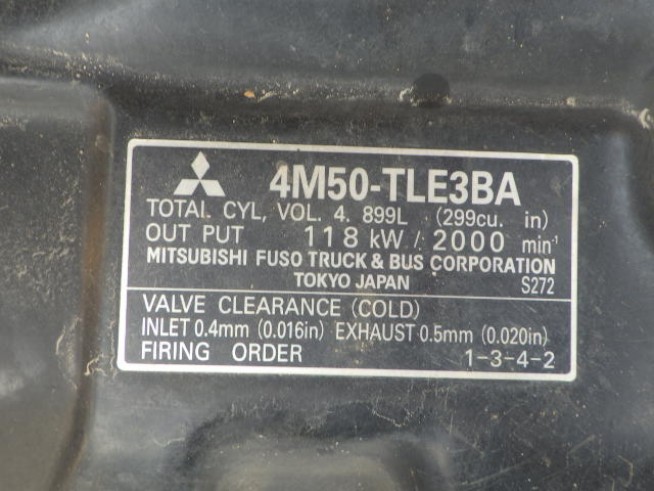 4M50-TLE3BA
TOTAL CYL, VOL. 4. 899L (299cu. in)
OUT PUT 118 kW / 2000 min⁻¹
MITSUBISHI FUSO TRUCK & BUS CORPORATION
TOKYO JAPAN S272
VALVE CLEARANCE (COLD)
INLET 0.4mm (0.016in) EXHAUST 0.5mm (0.020in)
FIRING ORDER 1-3-4-2